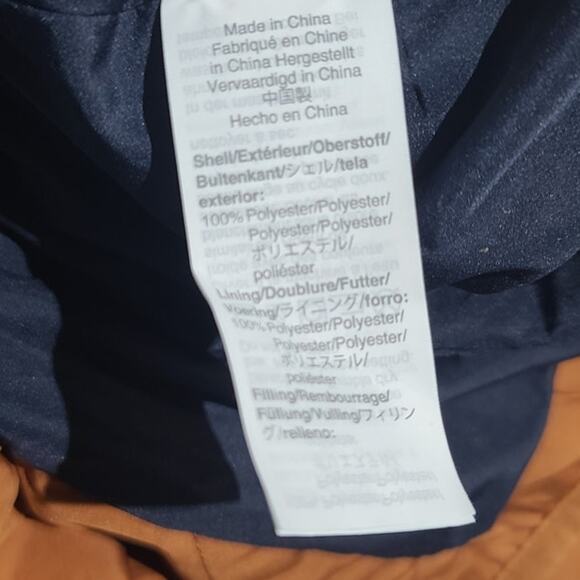 Made in China
Fabriqué en Chine
in China Hergestellt
Vervaardigd in China
中国製
Hecho en China
Shell/Extérieur/Oberstoff/
Buitenkant/シェル/tela
exterior:
100% Polyester/Polyester/
Polyester/Polyester/
ポリエステル/
poliéster
Lining/Doublure/Futter/
Voering/ライニング/forro:
100% Polyester/Polyester/
Polyester/Polyester/
ポリエステル/
poliéster
Filling/Rembourrage/
Füllung/Vulling/フィリン
グ/relleno: